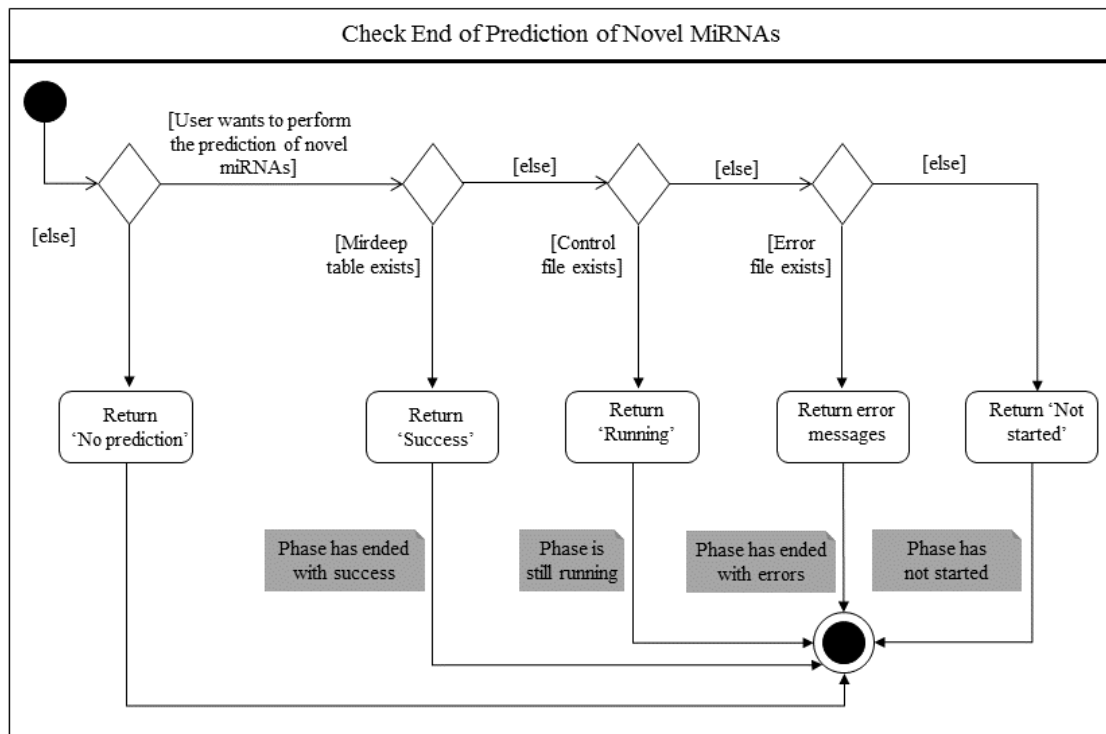 Check End of Prediction of Novel MiRNAs
[User wants to perform
the prediction of novel
miRNAs]
[else]
[else]
[else]
[else]
[Mirdeep
table exists]
[Control
file exists]
[Error
file exists]
Return
‘No prediction’
Return
‘Success’
Return
‘Running’
Return error
messages
Return ‘Not
started’
Phase has ended
with success
Phase is
still running
Phase has ended
with errors
Phase has
not started